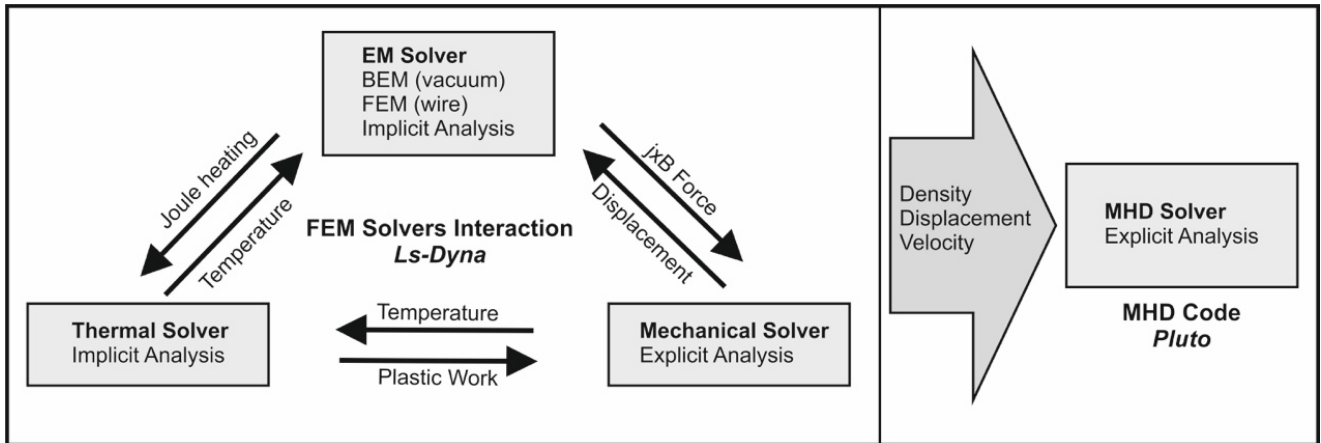 EM Solver
BEM (vacuum)
FEM (wire)
Implicit Analysis
Joule heating
Temperature
jxB Force
Displacement
FEM Solvers Interaction
Ls-Dyna
Thermal Solver
Implicit Analysis
Temperature
Plastic Work
Mechanical Solver
Explicit Analysis
Density
Displacement
Velocity
MHD Solver
Explicit Analysis
MHD Code
Pluto